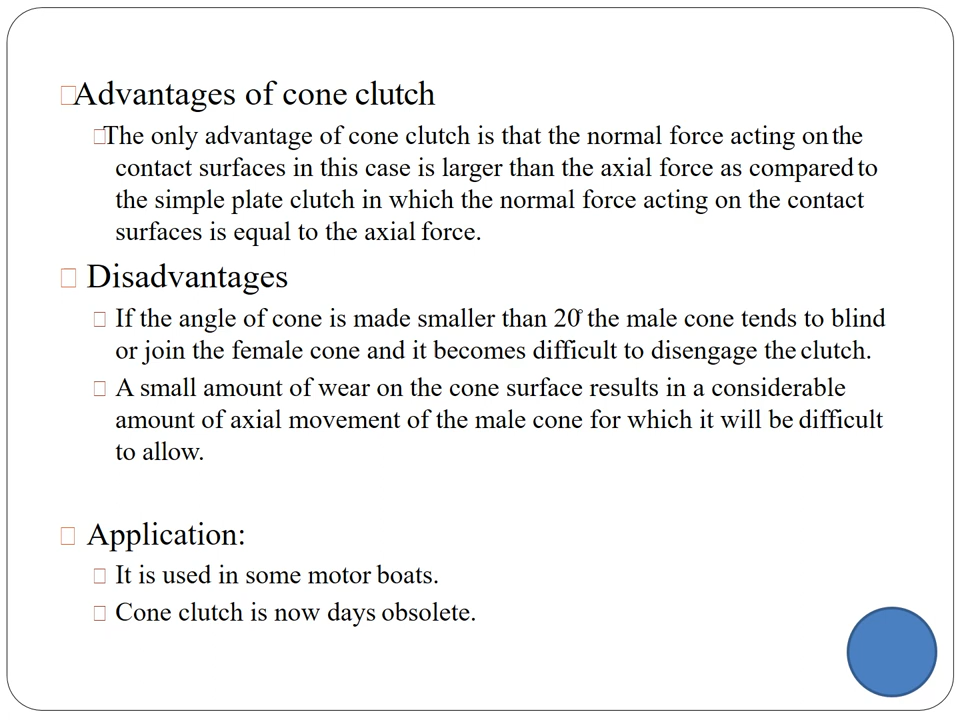 Advantages of cone clutch
The only advantage of cone clutch is that the normal force acting on the
contact surfaces in this case is larger than the axial force as compared to
the simple plate clutch in which the normal force acting on the contact
surfaces is equal to the axial force.
Disadvantages
If the angle of cone is made smaller than 20° the male cone tends to blind
or join the female cone and it becomes difficult to disengage the clutch.
A small amount of wear on the cone surface results in a considerable
amount of axial movement of the male cone for which it will be difficult
to allow.
Application:
It is used in some motor boats.
Cone clutch is now days obsolete.